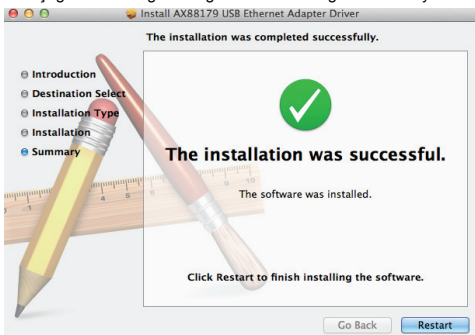 Install AX88179 USB Ethernet Adapter Driver
The installation was completed successfully.
Introduction
Destination Select
Installation Type
Installation
Summary
The installation was successful.
The software was installed.
Click Restart to finish installing the software.
Go Back
Restart